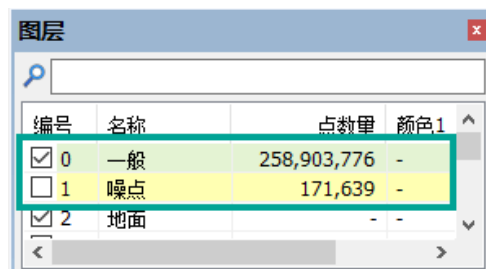 图层
编号 名称 点数量 颜色1
0 一般 258,903,776 -
1 噪点 171,639 -
2 地面 - -